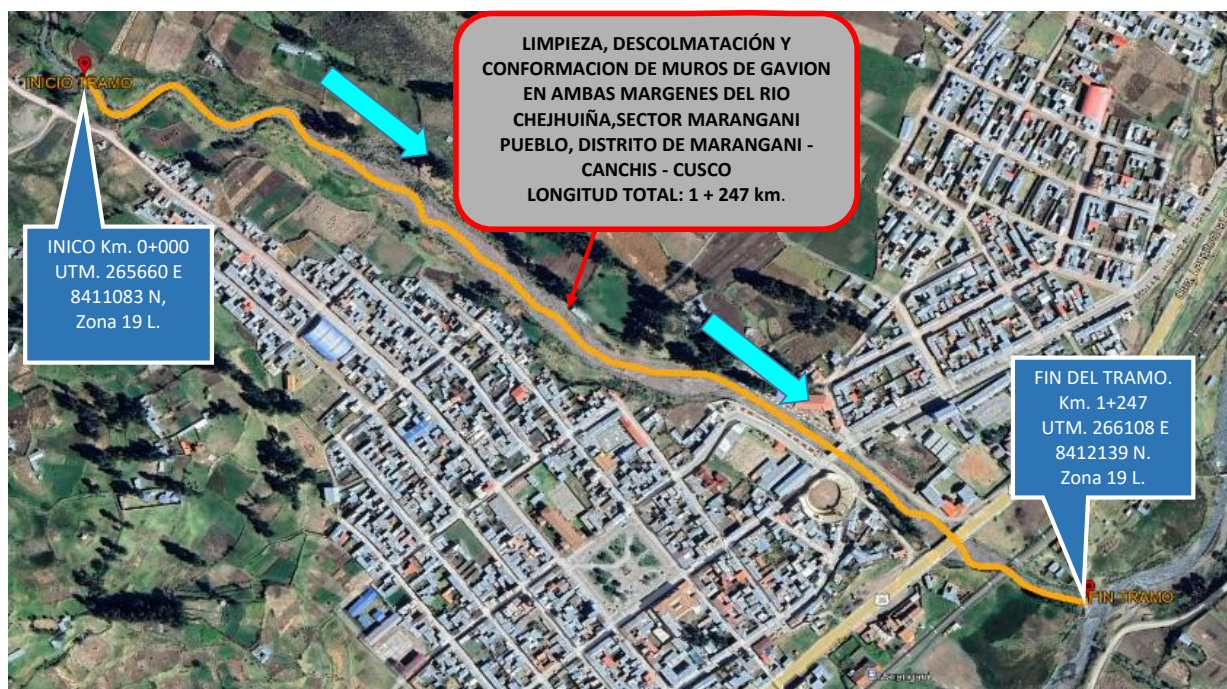 LIMPIEZA, DESCOLMATACIÓN Y
CONFORMACION DE MUROS DE GAVION
EN AMBAS MARGENES DEL RIO
CHEJHUIÑA,SECTOR MARANGANI
PUEBLO, DISTRITO DE MARANGANI -
CANCHIS - CUSCO
LONGITUD TOTAL: 1 + 247 km.
INICIO TRAMO
INICO Km. 0+000
UTM. 265660 E
8411083 N,
Zona 19 L.
FIN DEL TRAMO.
Km. 1+247
UTM. 266108 E
8412139 N.
Zona 19 L.
FIN TRAMO
Marangani